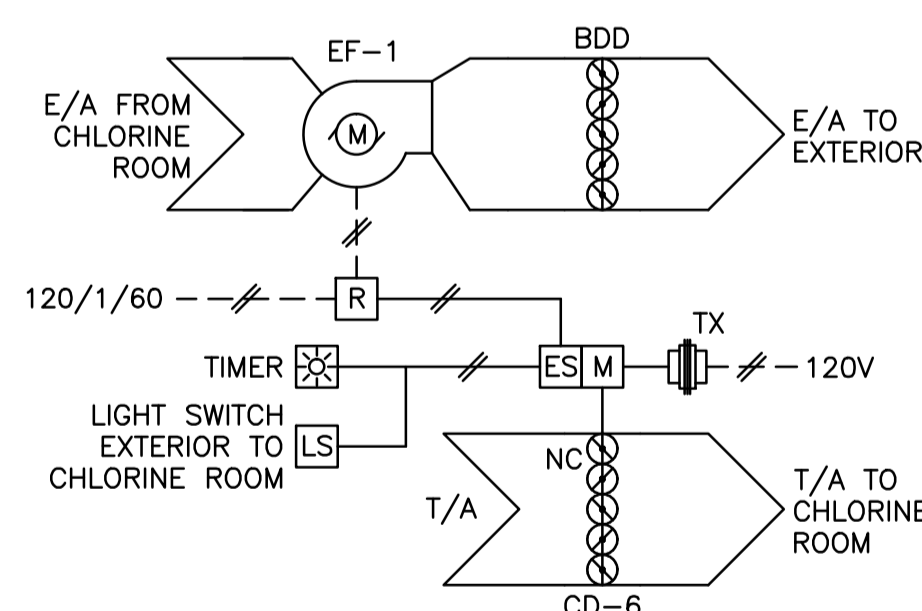 EF-1
BDD
E/A FROM
CHLORINE
ROOM
M
E/A TO
EXTERIOR
120/1/60
R
TX
TIMER
ES M
120V
LIGHT SWITCH
EXTERIOR TO
CHLORINE ROOM
LS
NC
T/A
T/A TO
CHLORINE
ROOM
CD-6